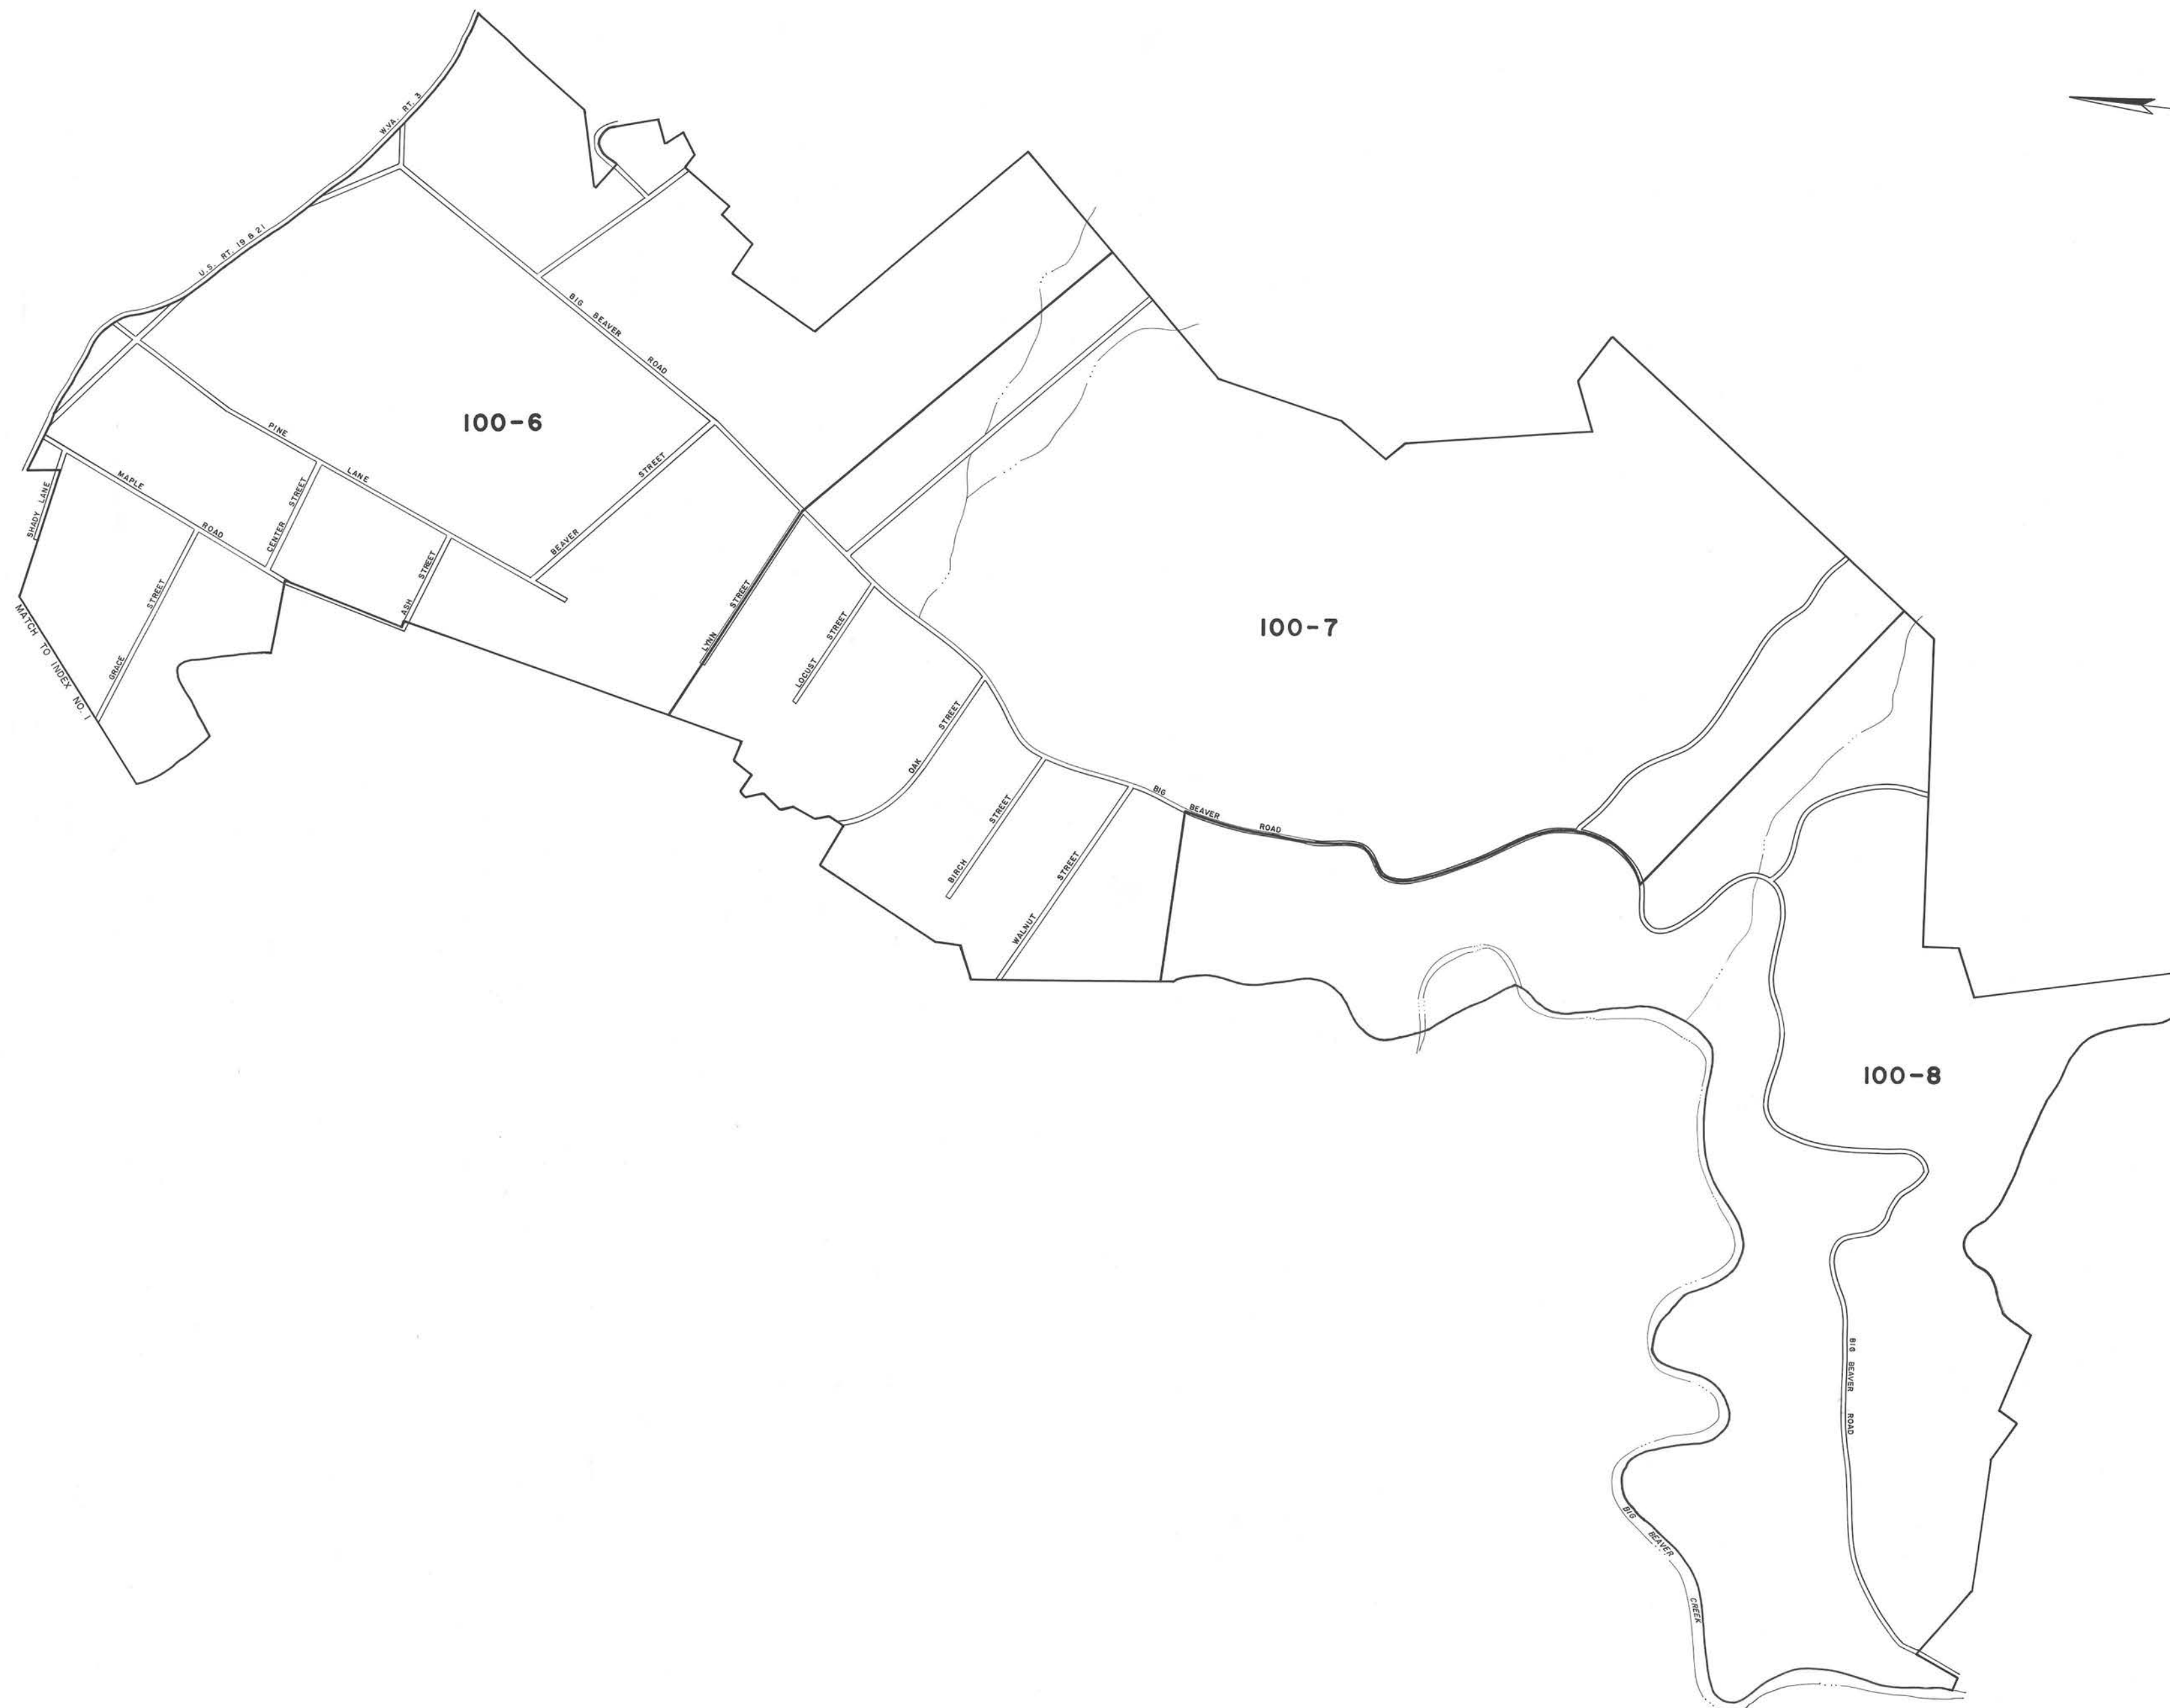 W.VA. RT. 3
U.S. RT. 19 & 21
BIG BEAVER ROAD
100-6
PINE LANE
MAPLE ROAD
SHADY LANE
CENTER STREET
BEAVER STREET
ASH STREET
GRACE STREET
MATCH TO INDEX NO. 1
LYNN STREET
LOCUST STREET
100-7
OAK STREET
BIRCH STREET
WALNUT STREET
BIG BEAVER ROAD
100-8
BIG BEAVER ROAD
BIG BEAVER CREEK